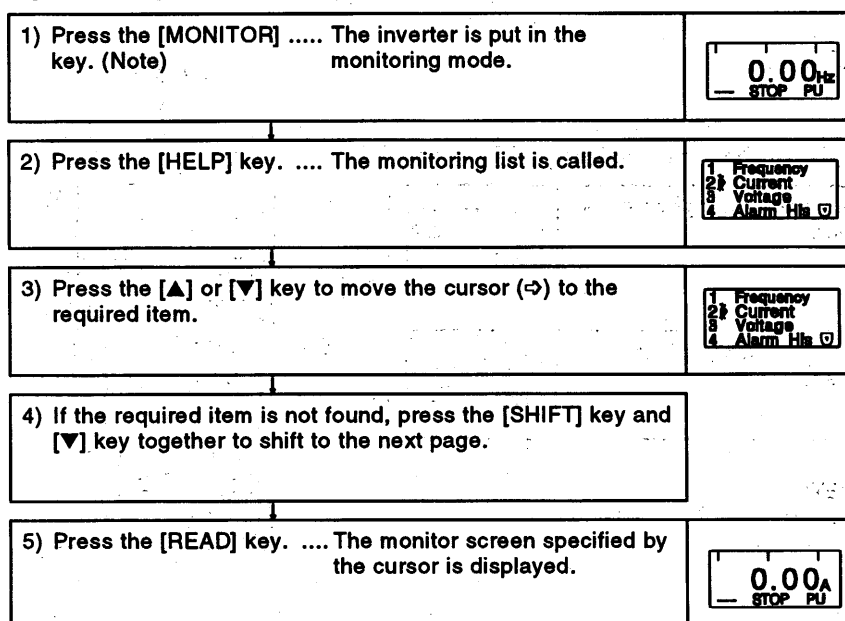 1) Press the [MONITOR] ..... The inverter is put in the
key. (Note) monitoring mode.
0.00Hz
— STOP PU
2) Press the [HELP] key. .... The monitoring list is called.
1 Frequency
2 Current
3 Voltage
4 Alarm His
3) Press the [▲] or [▼] key to move the cursor (➪) to the
required item.
1 Frequency
2 Current
3 Voltage
4 Alarm His
4) If the required item is not found, press the [SHIFT] key and
[▼] key together to shift to the next page.
5) Press the [READ] key. .... The monitor screen specified by
the cursor is displayed.
0.00A
— STOP PU